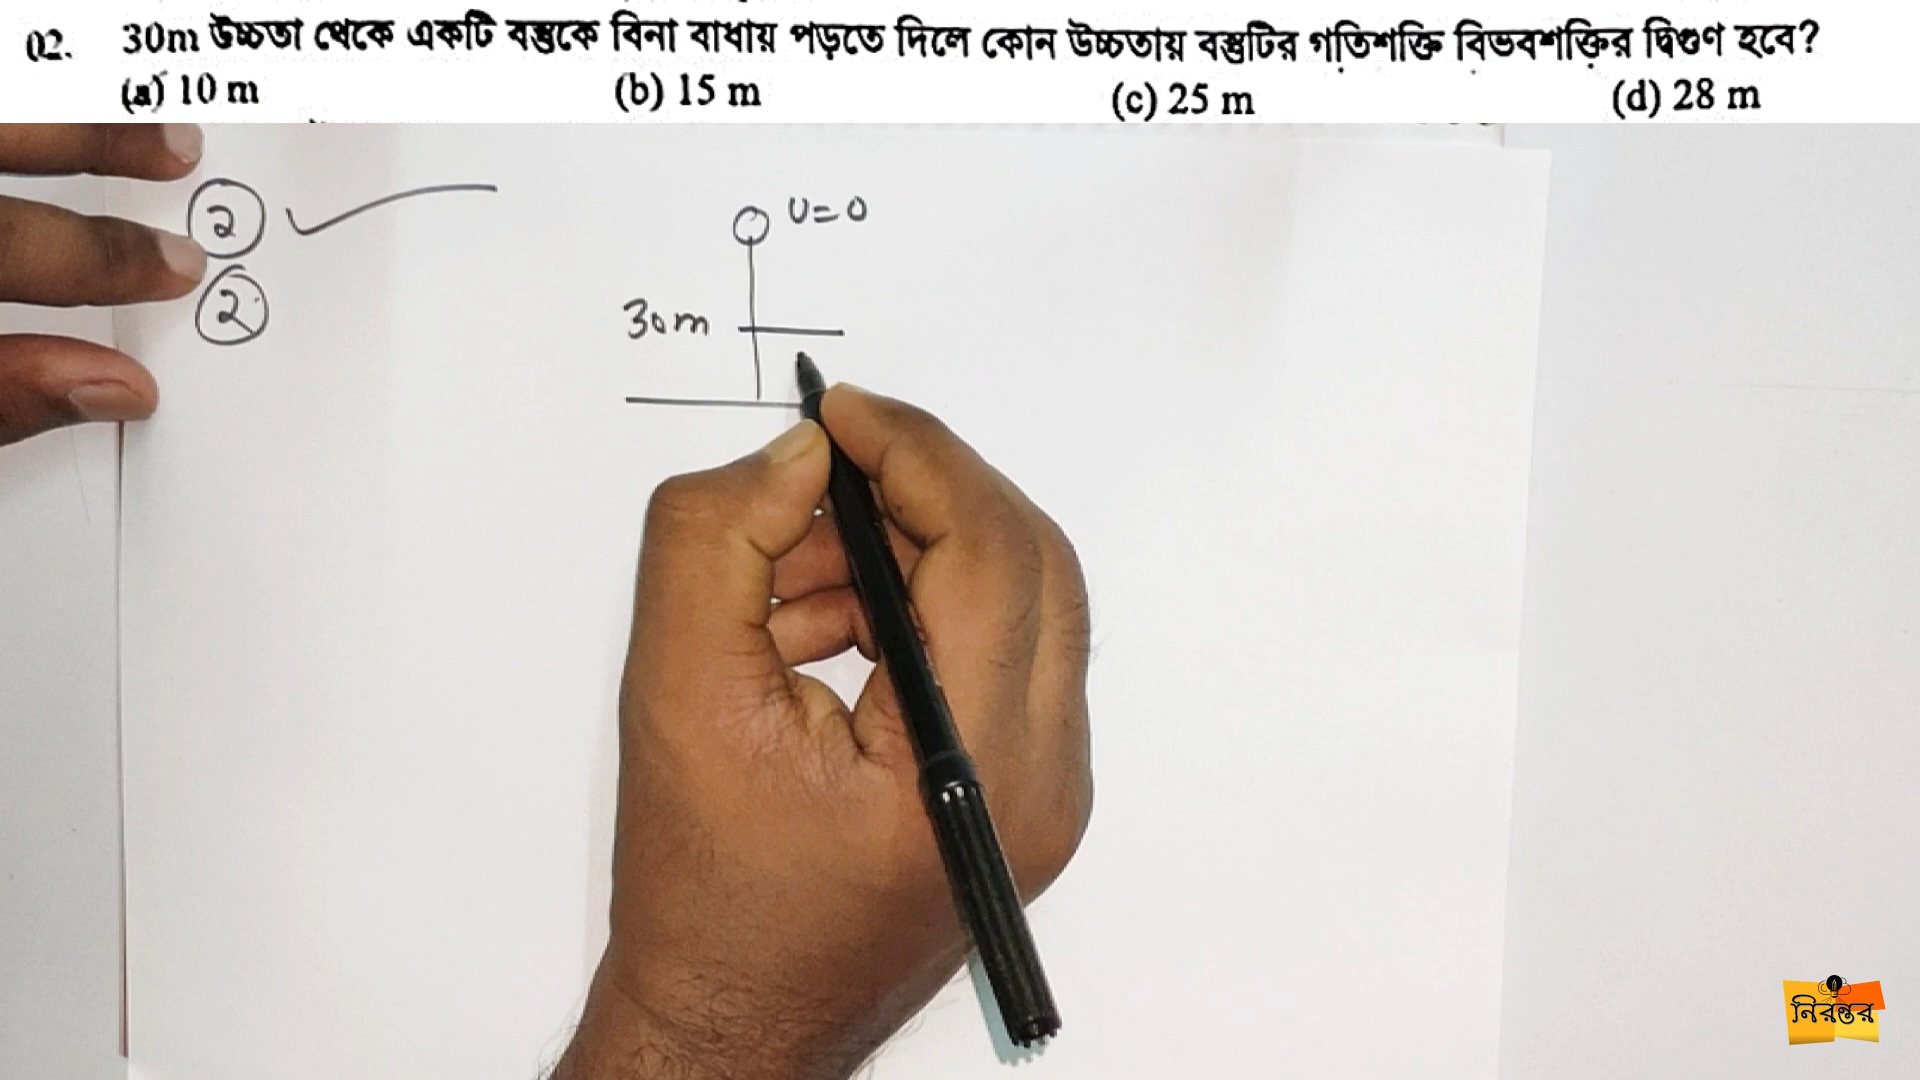 02. 30m উচ্চতা থেকে একটি বস্তুকে বিনা বাধায় পড়তে দিলে কোন উচ্চতায় বস্তুটির গতিশক্তি বিভবশক্তির দ্বিগুণ হবে?
(a) 10 m (b) 15 m (c) 25 m (d) 28 m
২
2
u=0
30m
নিরন্তর